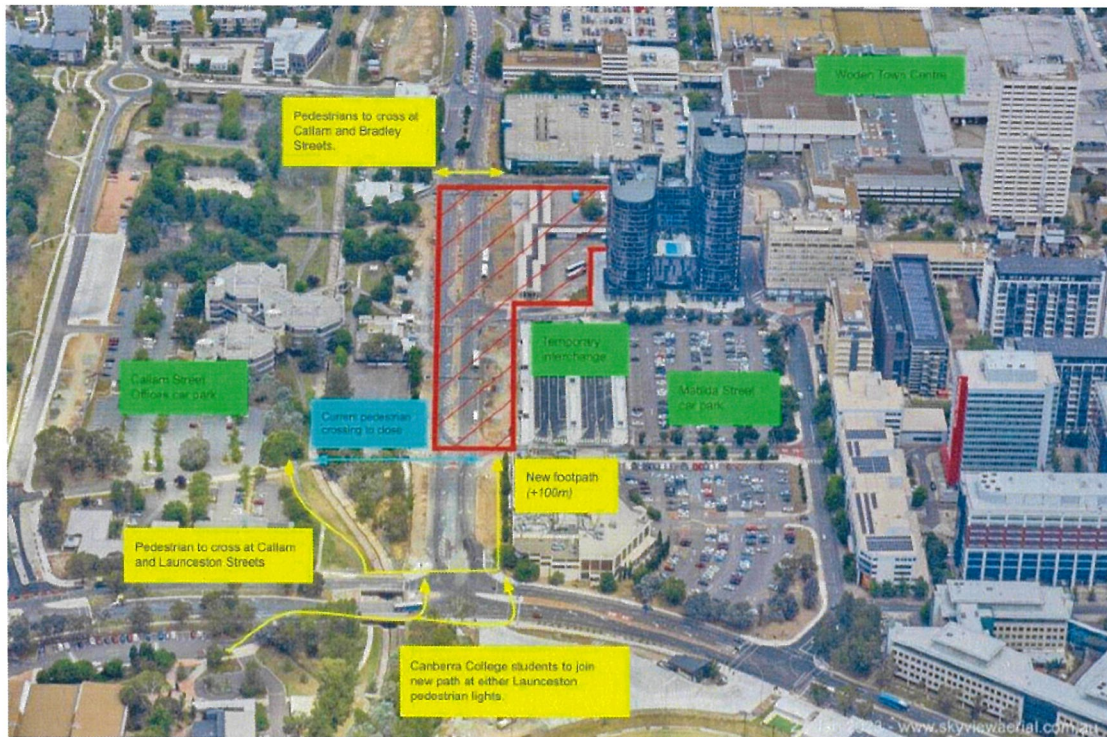 Woden Town Centre
Pedestrians to cross at
Callam and Bradley
Streets.
Temporary
interchange
Callam Street
Offices car park
Matilda Street
car park
Current pedestrian
crossing to close
New footpath
(+100m)
Pedestrian to cross at Callam
and Launceston Streets
Canberra College students to join
new path at either Launceston
pedestrian lights.
2023 - www.skyviewaerial.com.au